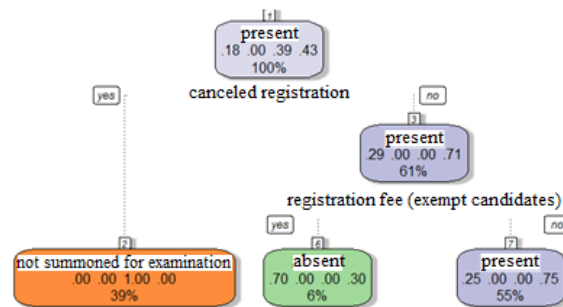 1
present
.18 .00 .39 .43
100%
yes
canceled registration
no
3
present
.29 .00 .00 .71
61%
registration fee (exempt candidates)
yes
no
2
not summoned for examination
.00 .00 1.00 .00
39%
6
absent
.70 .00 .00 .30
6%
7
present
.25 .00 .00 .75
55%